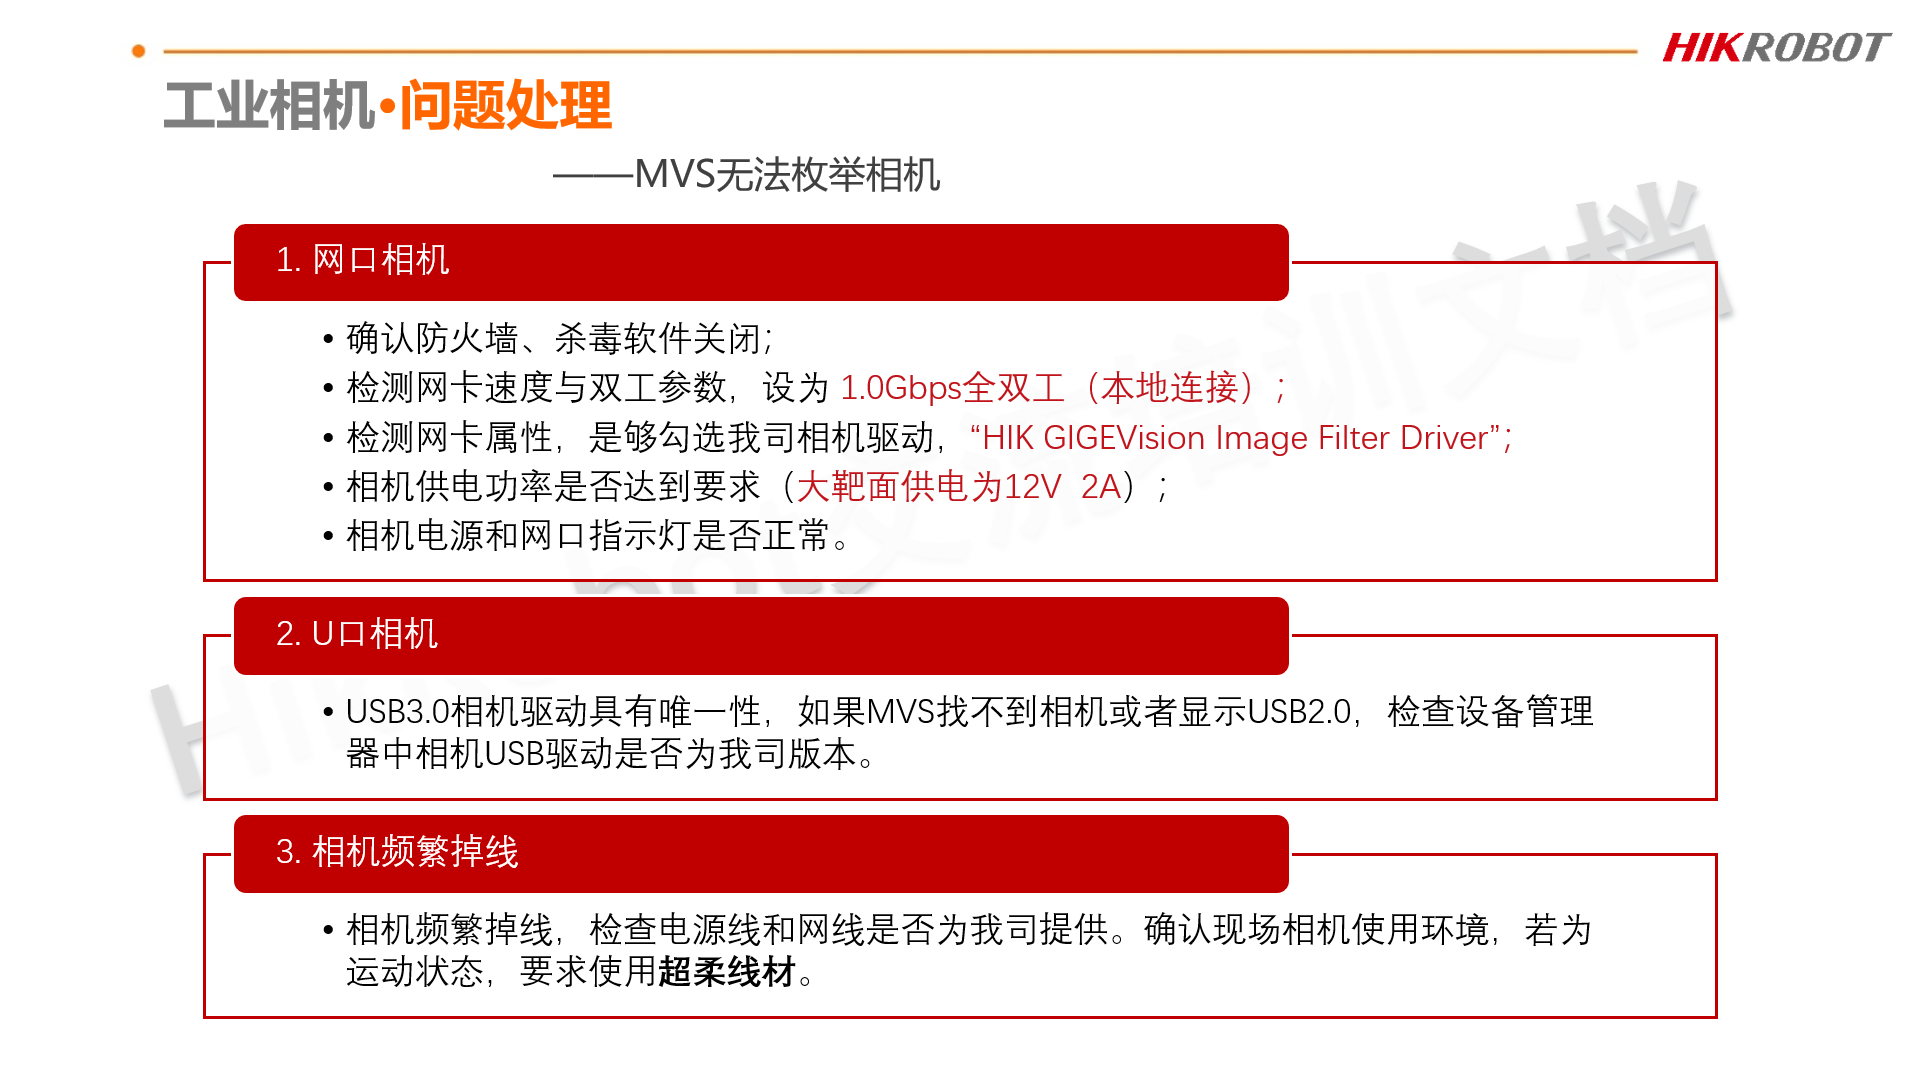 HIKROBOT
工业相机·问题处理
——MVS无法枚举相机
1. 网口相机
• 确认防火墙、杀毒软件关闭；
• 检测网卡速度与双工参数，设为 1.0Gbps全双工（本地连接）；
• 检测网卡属性，是够勾选我司相机驱动，“HIK GIGEVision Image Filter Driver”；
• 相机供电功率是否达到要求（大靶面供电为12V 2A）；
• 相机电源和网口指示灯是否正常。
2. U口相机
• USB3.0相机驱动具有唯一性，如果MVS找不到相机或者显示USB2.0，检查设备管理
器中相机USB驱动是否为我司版本。
3. 相机频繁掉线
• 相机频繁掉线，检查电源线和网线是否为我司提供。确认现场相机使用环境，若为
运动状态，要求使用超柔线材。